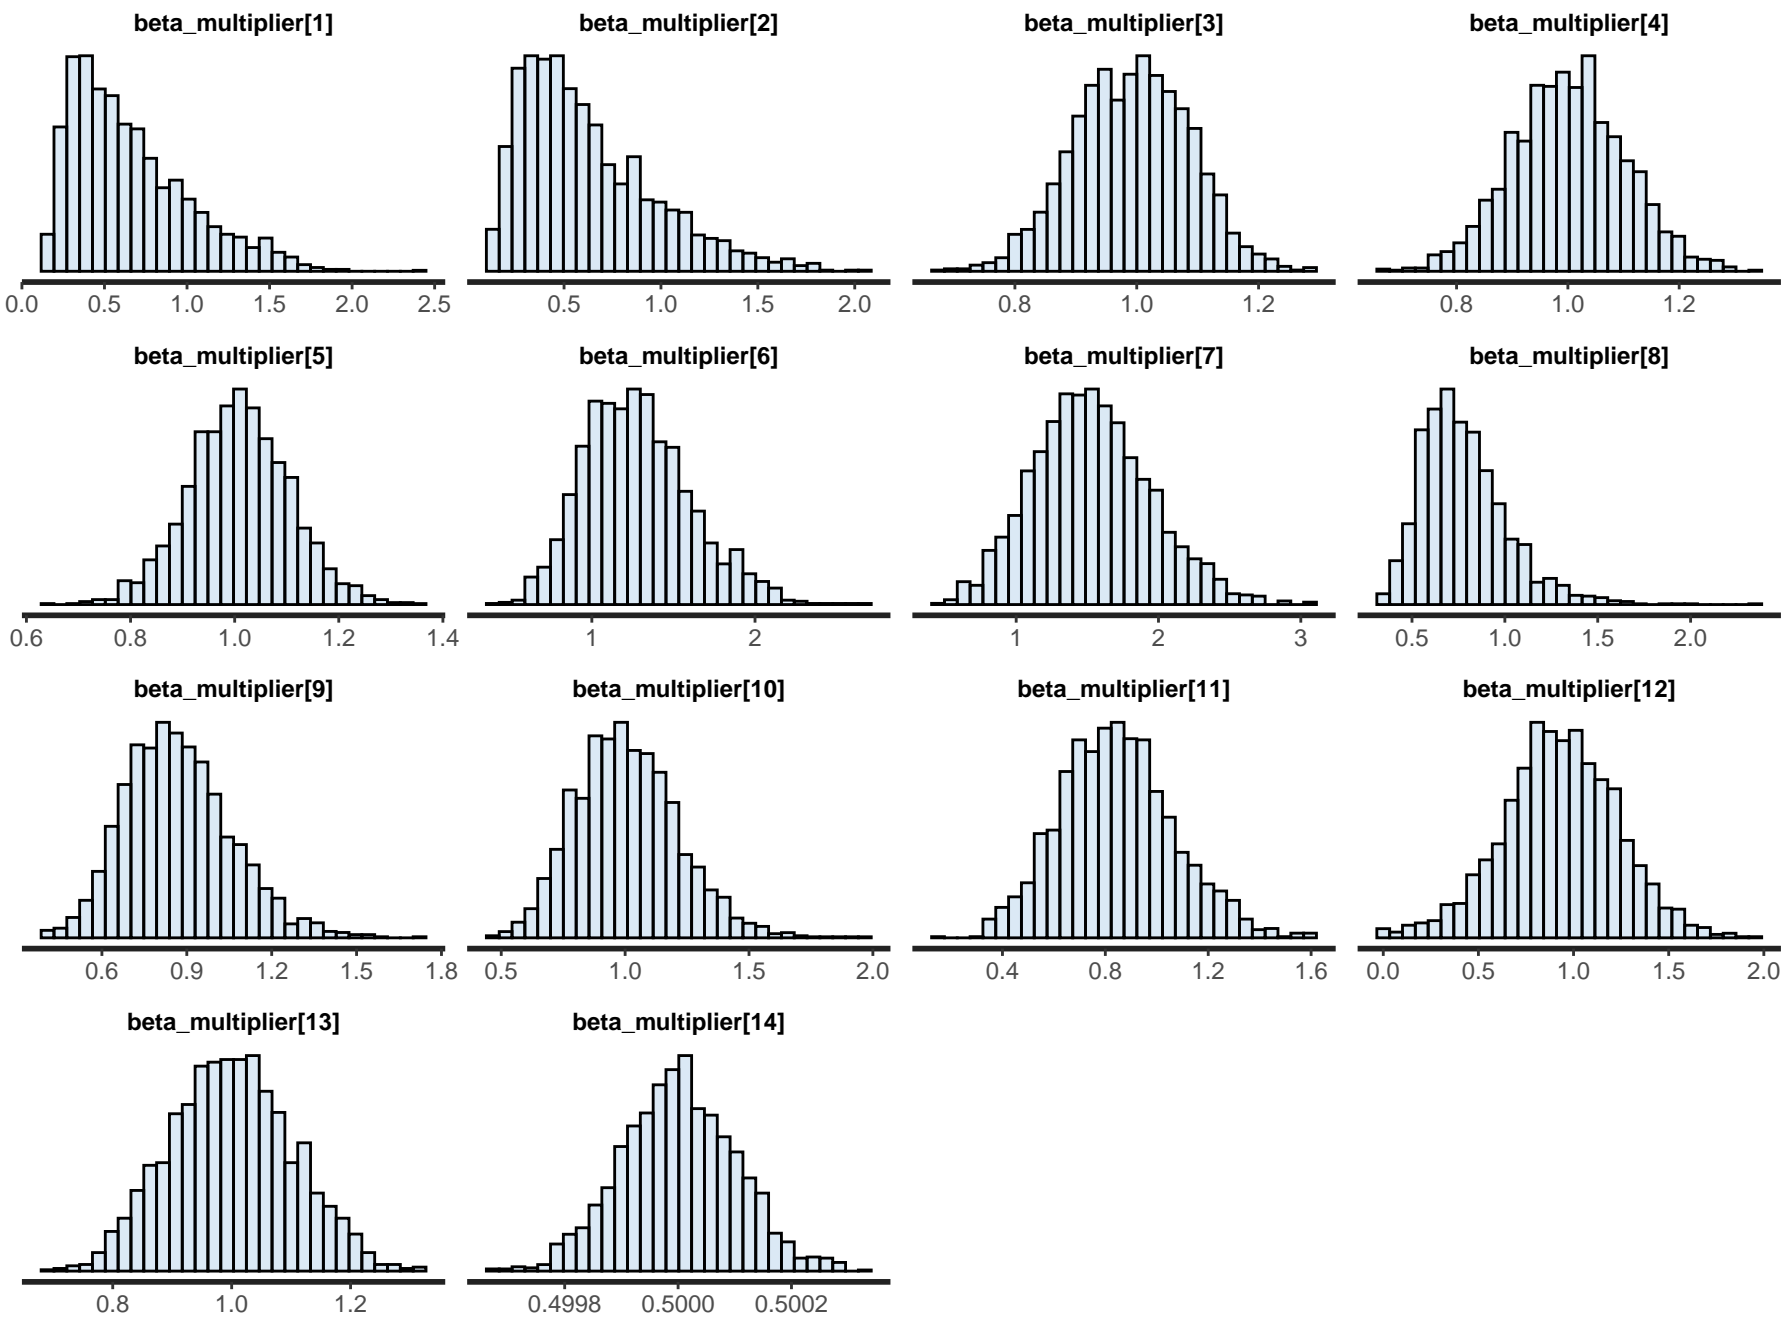 beta_multiplier[1] beta_multiplier[2] beta_multiplier[3] beta_multiplier[4]
0.0 0.5 1.0 1.5 2.0 2.5 0.5 1.0 1.5 2.0 0.8 1.0 1.2 0.8 1.0 1.2
beta_multiplier[5] beta_multiplier[6] beta_multiplier[7] beta_multiplier[8]
0.6 0.8 1.0 1.2 1.4 1 2 1 2 3 0.5 1.0 1.5 2.0
beta_multiplier[9] beta_multiplier[10] beta_multiplier[11] beta_multiplier[12]
0.6 0.9 1.2 1.5 1.8 0.5 1.0 1.5 2.0 0.4 0.8 1.2 1.6 0.0 0.5 1.0 1.5 2.0
beta_multiplier[13] beta_multiplier[14]
0.8 1.0 1.2 0.4998 0.5000 0.5002